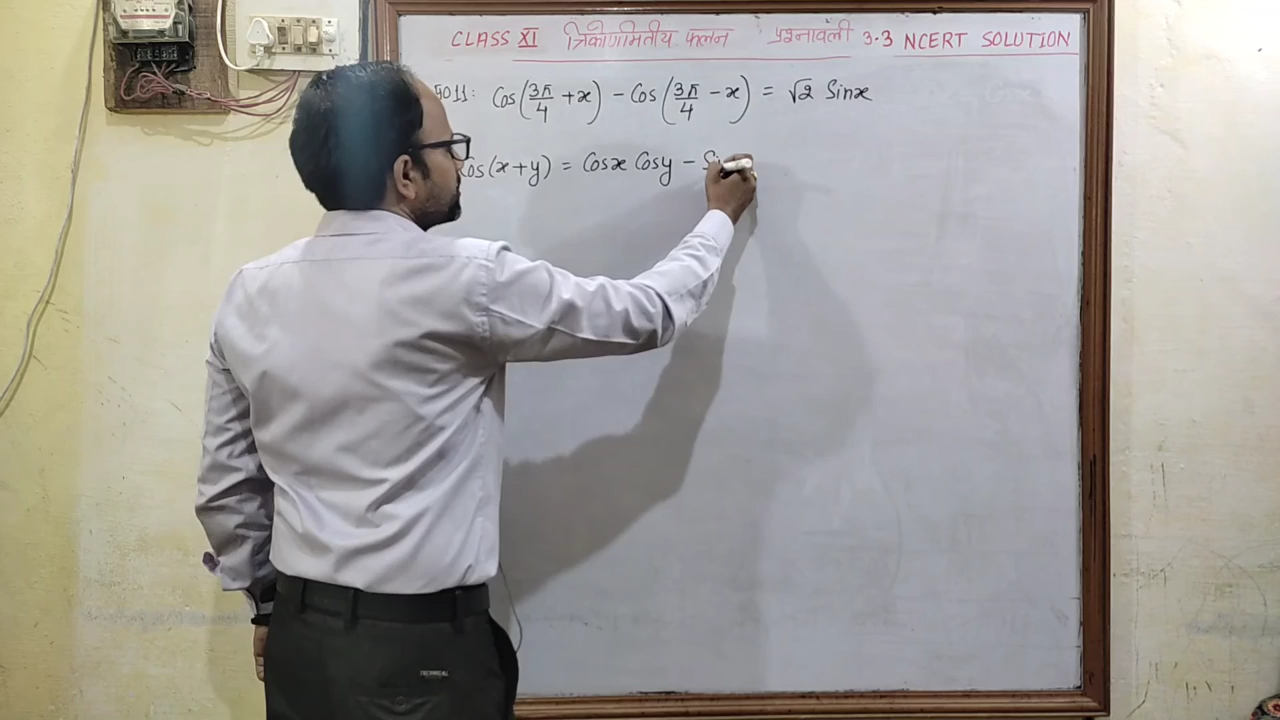 CLASS XI त्रिकोणमितीय फलन प्रश्नावली 3.3 NCERT SOLUTION
प्र011: Cos(3π/4 + x) - Cos(3π/4 - x) = √2 Sinx
Cos(x+y) = Cosx Cosy -